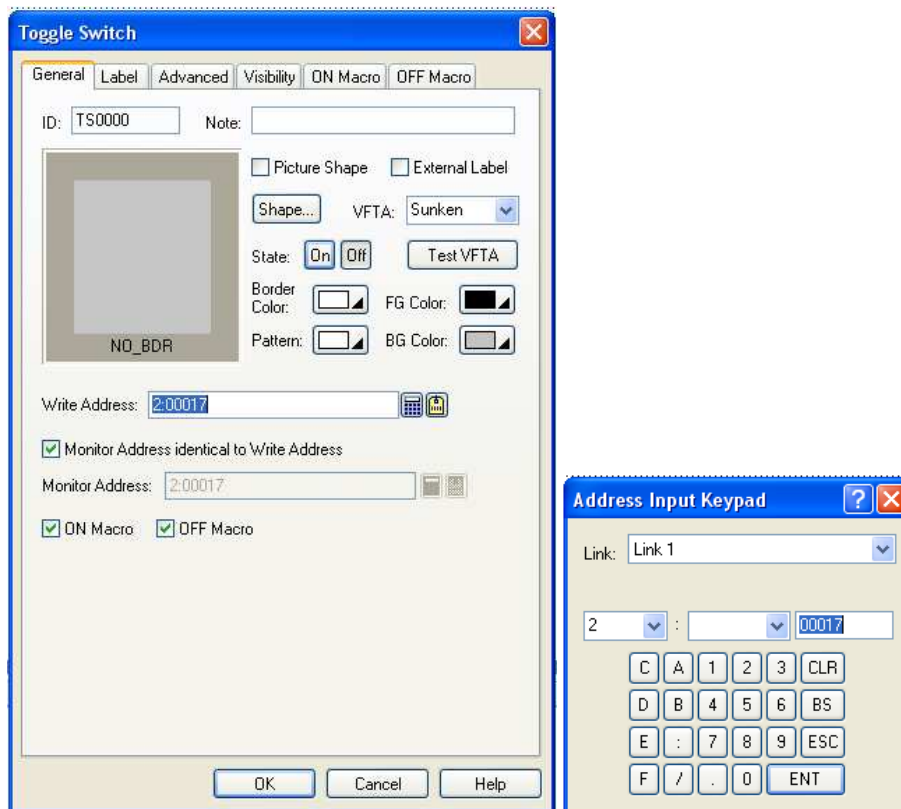 Toggle Switch
General Label Advanced Visibility ON Macro OFF Macro
ID: TS0000 Note:
Picture Shape External Label
Shape... VFTA: Sunken
State: On Off Test VFTA
Border Color: FG Color:
NO_BDR
Pattern: BG Color:
Write Address: 2:00017
Monitor Address identical to Write Address
Monitor Address: 2:00017
ON Macro OFF Macro
OK Cancel Help
Address Input Keypad ?
Link: Link 1
2 : 00017
C A 1 2 3 CLR
D B 4 5 6 BS
E : 7 8 9 ESC
F / . 0 ENT